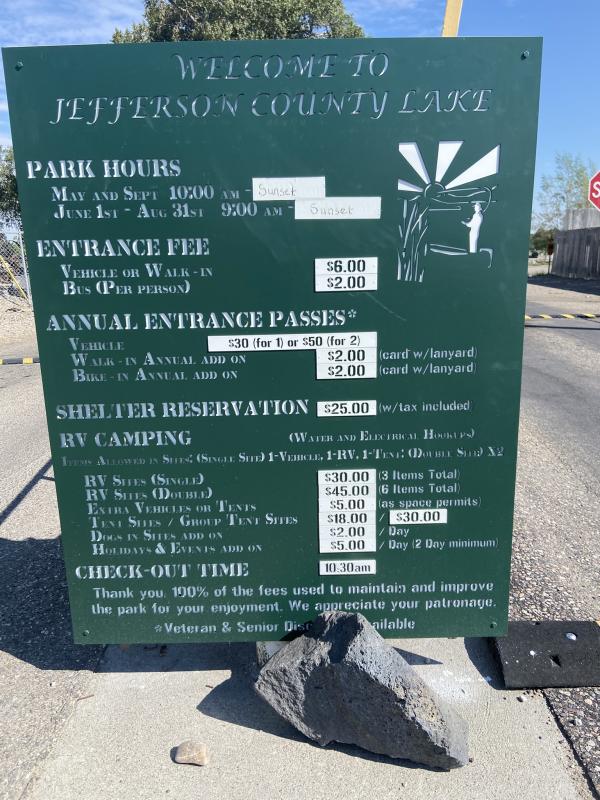 WELCOME TO
JEFFERSON COUNTY LAKE
PARK HOURS
MAY AND SEPT 10:00 AM - Sunset
JUNE 1ST - AUG 31ST 9:00 AM - Sunset
ENTRANCE FEE
VEHICLE OR WALK - IN $6.00
BUS (PER PERSON) $2.00
ANNUAL ENTRANCE PASSES*
VEHICLE $30 (for 1) or $50 (for 2)
WALK - IN ANNUAL ADD ON $2.00 (card w/lanyard)
BIKE - IN ANNUAL ADD ON $2.00 (card w/lanyard)
SHELTER RESERVATION $25.00 (w/tax included)
RV CAMPING (WATER AND ELECTRICAL HOOKUPS)
ITEMS ALLOWED IN SITES: (SINGLE SITE) 1-VEHICLE, 1-RV, 1-TENT; (DOUBLE SITE) X2
RV SITES (SINGLE) $30.00 (3 Items Total)
RV SITES (DOUBLE) $45.00 (6 Items Total)
EXTRA VEHICLES OR TENTS $5.00 (as space permits)
TENT SITES / GROUP TENT SITES $18.00 / $30.00
DOGS IN SITES ADD ON $2.00 / Day
HOLIDAYS & EVENTS ADD ON $5.00 / Day (2 Day minimum)
CHECK-OUT TIME 10:30am
Thank you, 100% of the fees used to maintain and improve
the park for your enjoyment. We appreciate your patronage.
*Veteran & Senior
S